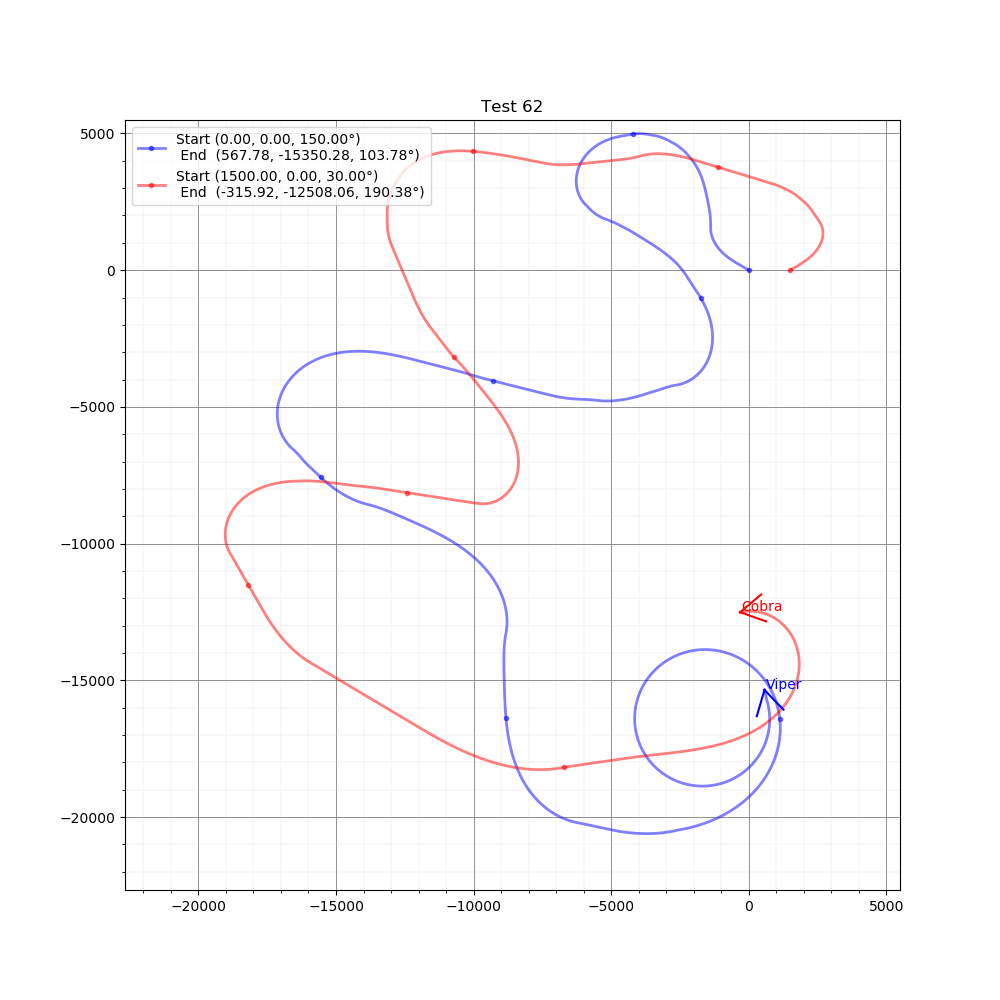 Test 62
Start (0.00, 0.00, 150.00°)
End (567.78, -15350.28, 103.78°)
Start (1500.00, 0.00, 30.00°)
End (-315.92, -12508.06, 190.38°)
5000
0
−5000
−10000
−15000
−20000
Cobra
Viper
−20000
−15000
−10000
−5000
0
5000